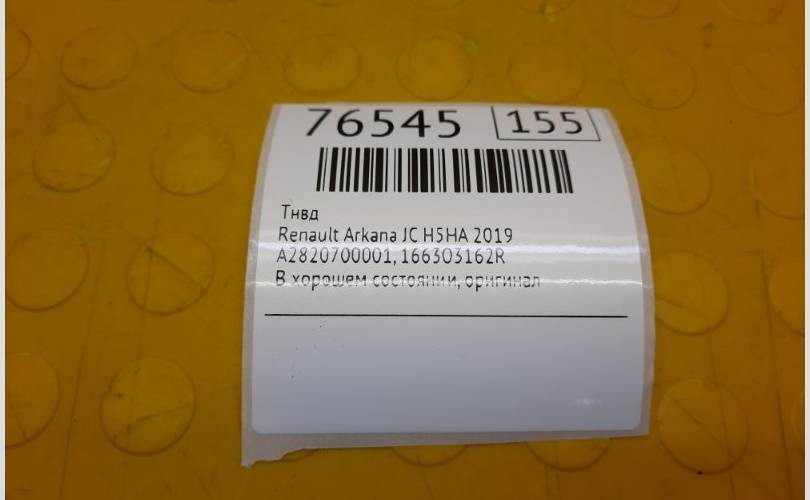 76545 155
Тнвд
Renault Arkana JC H5HA 2019
A2820700001, 166303162R
В хорошем состоянии, оригинал